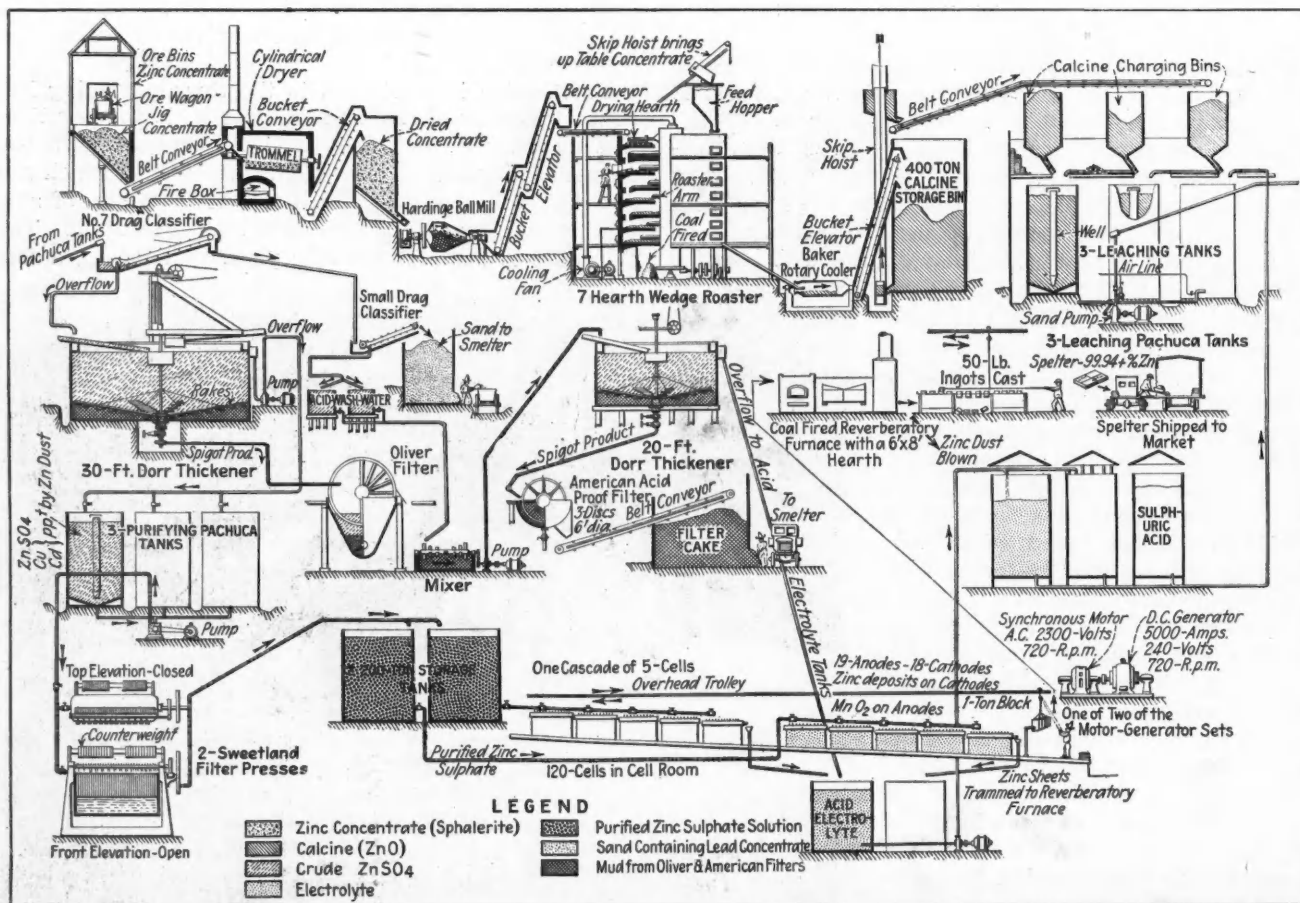 Ore Bins
Zinc Concentrate
Ore Wagon
Jig
Concentrate
Belt Conveyor
Cylindrical
Dryer
TROMMEL
Fire Box
Bucket
Conveyor
Dried
Concentrate
Hardinge Ball Mill
Bucket Elevator
Skip Hoist brings
up Table Concentrate
Belt Conveyor
Drying Hearth
Feed
Hopper
Roaster
Arm
Coal
Fired
Cooling
Fan
7 Hearth Wedge Roaster
Baker
Rotary Cooler
Bucket
Elevator
Skip
Hoist
Belt Conveyor
400 TON
CALCINE
STORAGE BIN
Calcine Charging Bins
Well
3-LEACHING TANKS
Air Line
Sand Pump
3-Leaching Pachuca Tanks
No. 7 Drag Classifier
From
Pachuca Tanks
Overflow
Overflow
Rakes
Pump
Spigot Prod.
30-Ft. Dorr Thickener
Small Drag
Classifier
Sand to
Smelter
ACID WASH-WATER
Oliver
Filter
Mixer
Pump
20-Ft.
Dorr Thickener
Spigot Product
American Acid
Proof Filter
3-Discs
6' dia.
Belt Conveyor
FILTER
CAKE
Overflow to Acid
Electrolyte Tanks
To
Smelter
Coal Fired Reverberatory
Furnace with a 6'x8'
Hearth
50-Lb.
Ingots Cast
Spelter-99.94+%Zn
Spelter Shipped to
Market
Zinc Dust
Blown
SULPH-
URIC
ACID
ZnSO4
Cu
Cd
Pp't by Zn Dust
3-PURIFYING PACHUCA
TANKS
Pump
Top Elevation-Closed
Counterweight
2-Sweetland
Filter Presses
Front Elevation-Open
2-200-TON STORAGE
TANKS
Purified Zinc
Sulphate
One Cascade of 5-Cells
Overhead Trolley
120-Cells in Cell Room
19-Anodes-18-Cathodes
Zinc deposits on Cathodes
Mn O2 on Anodes
1-Ton Block
Synchronous Motor
A.C. 2300-Volts
720-R.p.m.
D.C. Generator
5000-Amps.
240-Volts
720-R.p.m.
One of Two of the
Motor-Generator Sets
Zinc Sheets
Trammed to Reverberatory
Furnace
ACID
ELECTRO-
LYTE
LEGEND
Zinc Concentrate (Sphalerite)
Calcine (ZnO)
Crude ZnSO4
Electrolyte
Purified Zinc Sulphate Solution
Sand Containing Lead Concentrate
Mud from Oliver & American Filters